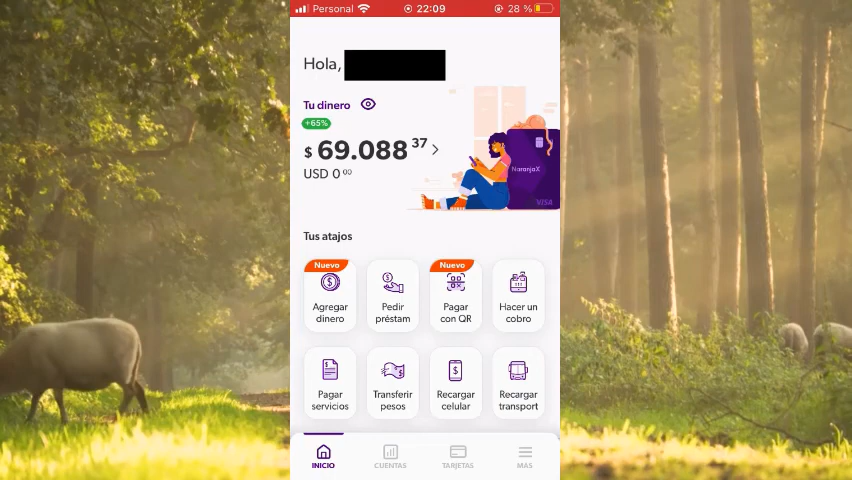 Personal 22:09 28 %
Hola,
Tu dinero
+65%
$ 69.088 37
USD 0 00
NaranjaX
VISA
Tus atajos
Nuevo
Agregar
dinero
Pedir
préstam
Nuevo
Pagar
con QR
Hacer un
cobro
Pagar
servicios
Transferir
pesos
Recargar
celular
Recargar
transport
INICIO CUENTAS TARJETAS MAS